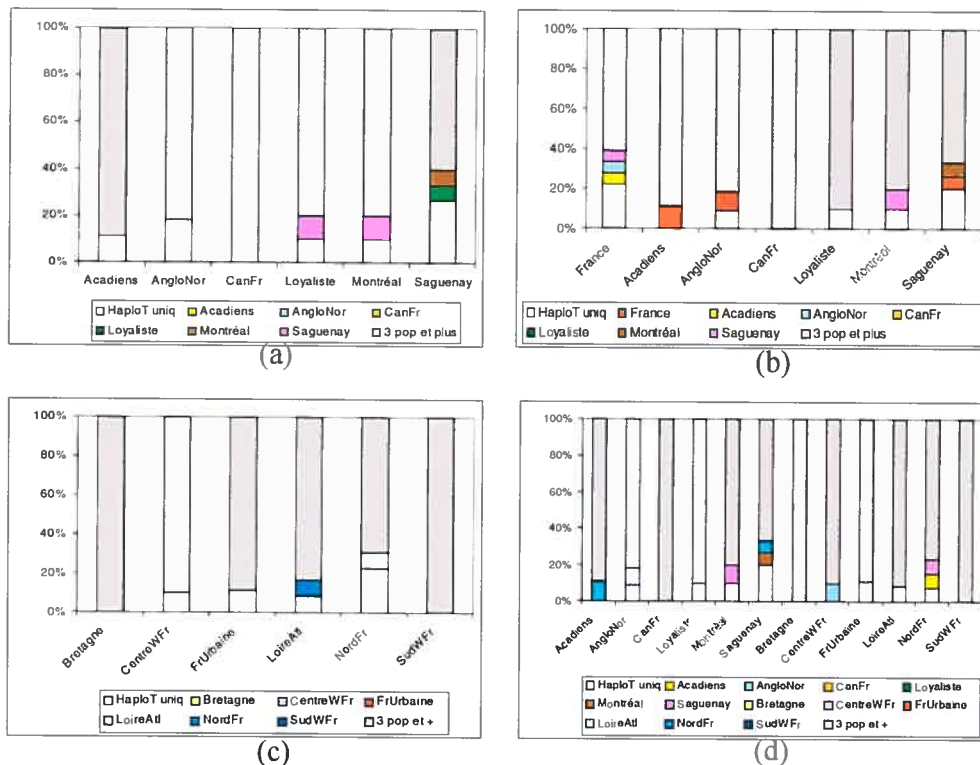 100%
80%
60%
40%
20%
0%
Acadiens AngloNor CanFr Loyaliste Montréal Saguenay
HaploT uniq Acadiens AngloNor CanFr
Loyaliste Montréal Saguenay 3 pop et plus
(a)
100%
80%
60%
40%
20%
0%
France Acadiens AngloNor CanFr Loyaliste Montréal Saguenay
HaploT uniq France Acadiens AngloNor CanFr
Loyaliste Montréal Saguenay 3 pop et plus
(b)
100%
80%
60%
40%
20%
0%
Bretagne CentreWFr FrUrbaine LoireAtl NordFr SudWFr
HaploT uniq Bretagne CentreWFr FrUrbaine
LoireAtl NordFr SudWFr 3 pop et +
(c)
100%
80%
60%
40%
20%
0%
Acadiens AngloNor CanFr Loyaliste Montréal Saguenay Bretagne CentreWFr FrUrbaine LoireAtl NordFr SudWFr
HaploT uniq Acadiens AngloNor CanFr Loyaliste
Montréal Saguenay Bretagne CentreWFr FrUrbaine
LoireAtl NordFr SudWFr 3 pop et +
(d)